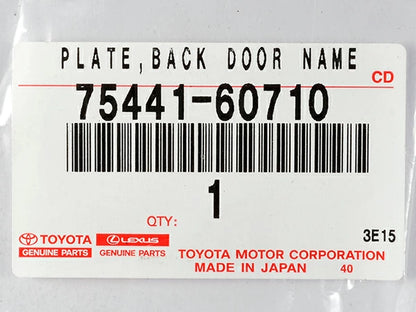 PLATE, BACK DOOR NAME
CD
75441-60710
1
QTY:
3E15
TOYOTA LEXUS
GENUINE PARTS GENUINE PARTS
TOYOTA MOTOR CORPORATION
MADE IN JAPAN 40